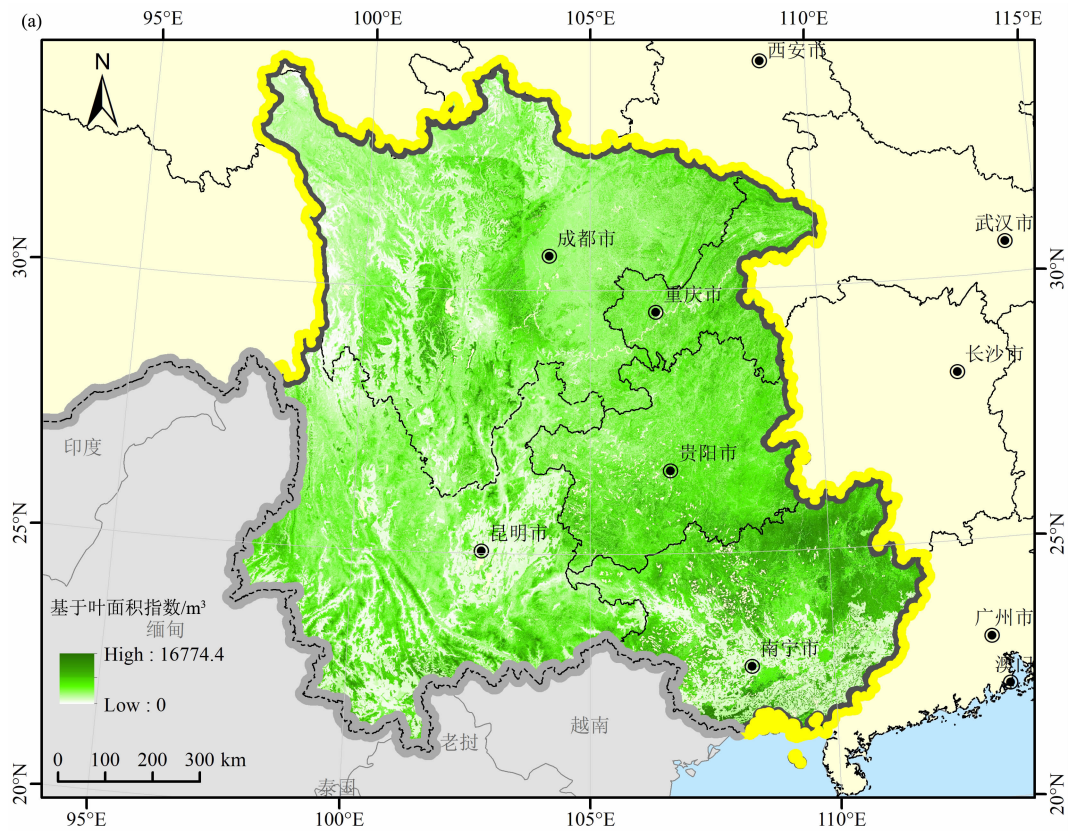 (a)
95°E 100°E 105°E 110°E 115°E
N
西安市
武汉市
成都市
30°N 30°N
重庆市
长沙市
印度
贵阳市
25°N 25°N
昆明市
基于叶面积指数/m³
缅甸
广州市
High : 16774.4
南宁市
澳门
Low : 0
越南
老挝
0 100 200 300 km
泰国
20°N 20°N
95°E 100°E 105°E 110°E